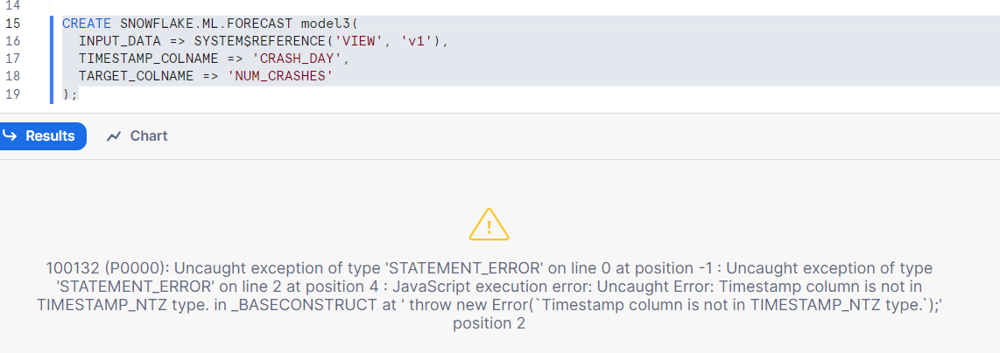 14
15 CREATE SNOWFLAKE.ML.FORECAST model3(
16 INPUT_DATA => SYSTEM$REFERENCE('VIEW', 'v1'),
17 TIMESTAMP_COLNAME => 'CRASH_DAY',
18 TARGET_COLNAME => 'NUM_CRASHES'
19 );
Results Chart
100132 (P0000): Uncaught exception of type 'STATEMENT_ERROR' on line 0 at position -1 : Uncaught exception of type
'STATEMENT_ERROR' on line 2 at position 4 : JavaScript execution error: Uncaught Error: Timestamp column is not in
TIMESTAMP_NTZ type. in _BASECONSTRUCT at ' throw new Error(`Timestamp column is not in TIMESTAMP_NTZ type.`);'
position 2